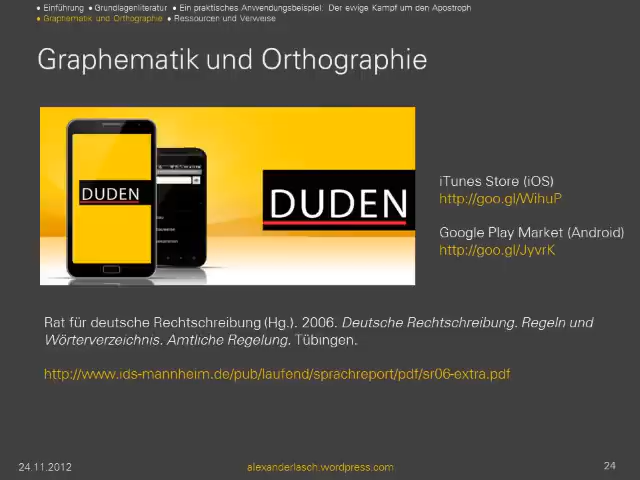 ● Einführung ● Grundlagenliteratur ● Ein praktisches Anwendungsbeispiel: Der ewige Kampf um den Apostroph
● Graphematik und Orthographie ● Ressourcen und Verweise
Graphematik und Orthographie
DUDEN
DUDEN
iTunes Store (iOS)
http://goo.gl/WihuP
Google Play Market (Android)
http://goo.gl/JyvrK
Rat für deutsche Rechtschreibung (Hg.). 2006. Deutsche Rechtschreibung. Regeln und
Wörterverzeichnis. Amtliche Regelung. Tübingen.
http://www.ids-mannheim.de/pub/laufend/sprachreport/pdf/sr06-extra.pdf
24.11.2012
alexanderlasch.wordpress.com
24